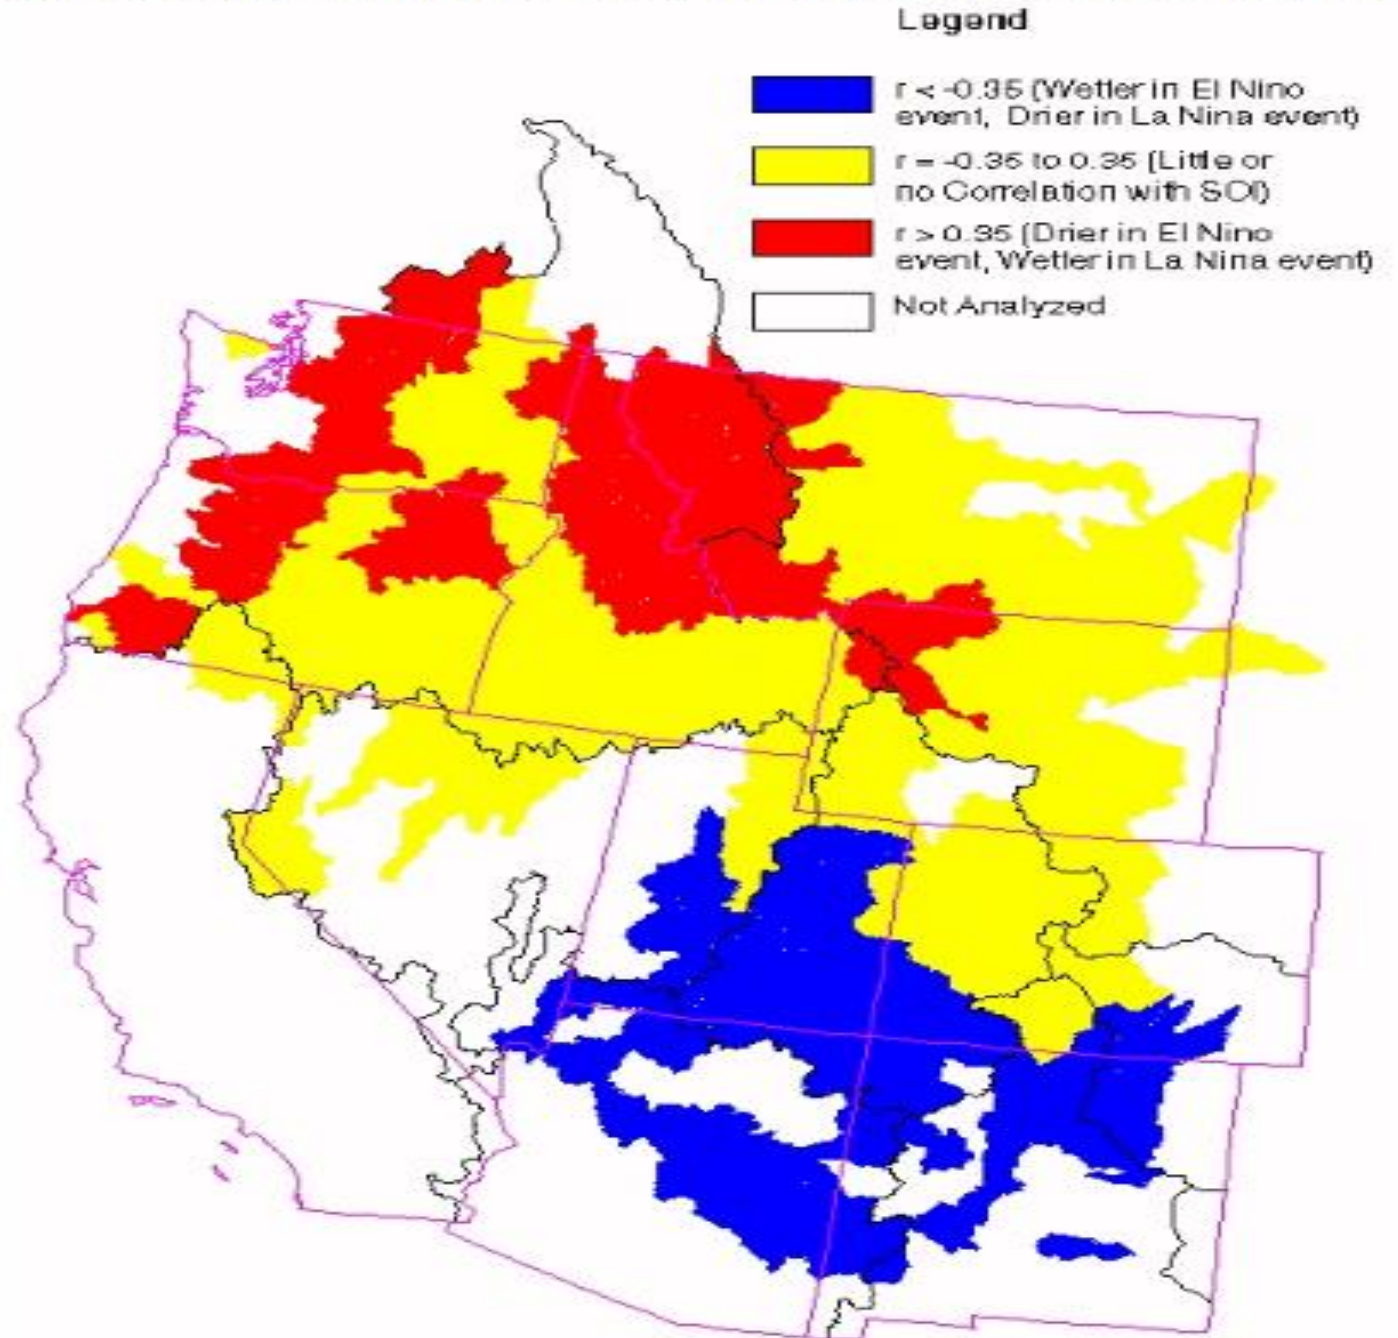 Legend
r < -0.35 (Wetter in El Nino
event, Drier in La Nina event)
r = -0.35 to 0.35 (Little or
no Correlation with SOI)
r > 0.35 (Drier in El Nino
event, Wetter in La Nina event)
Not Analyzed